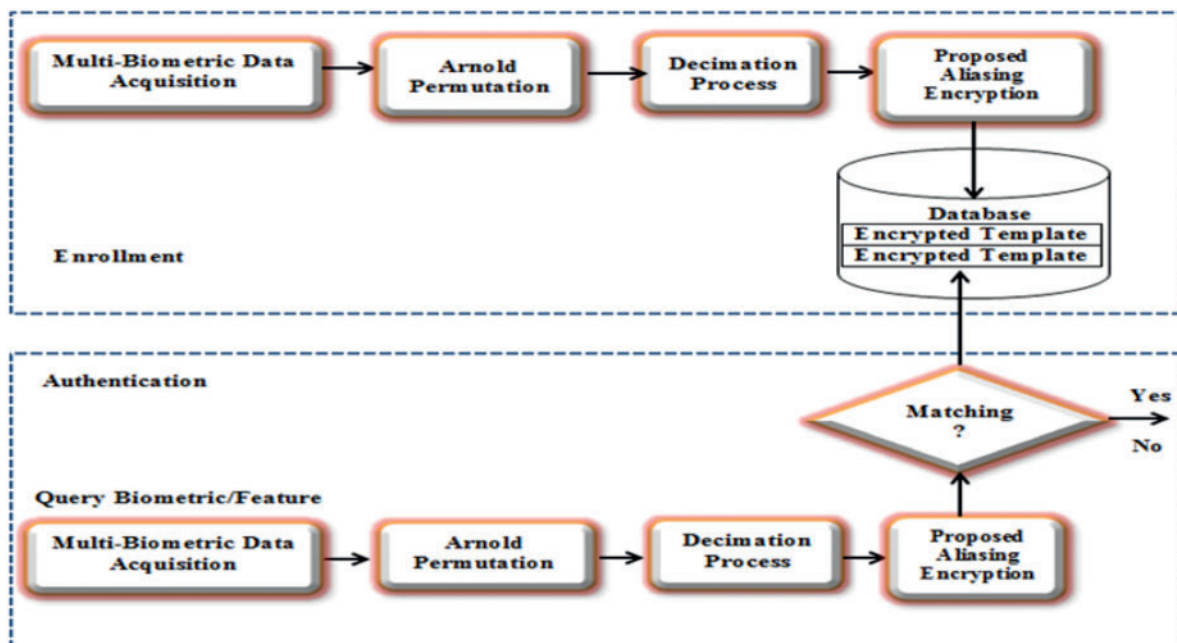 Multi-Biometric Data
Acquisition
Arnold
Permutation
Decimation
Process
Proposed
Aliasing
Encryption
Database
Encrypted Template
Encrypted Template
Enrollment
Authentication
Matching
?
Yes
No
Query Biometric/Feature
Multi-Biometric Data
Acquisition
Arnold
Permutation
Decimation
Process
Proposed
Aliasing
Encryption